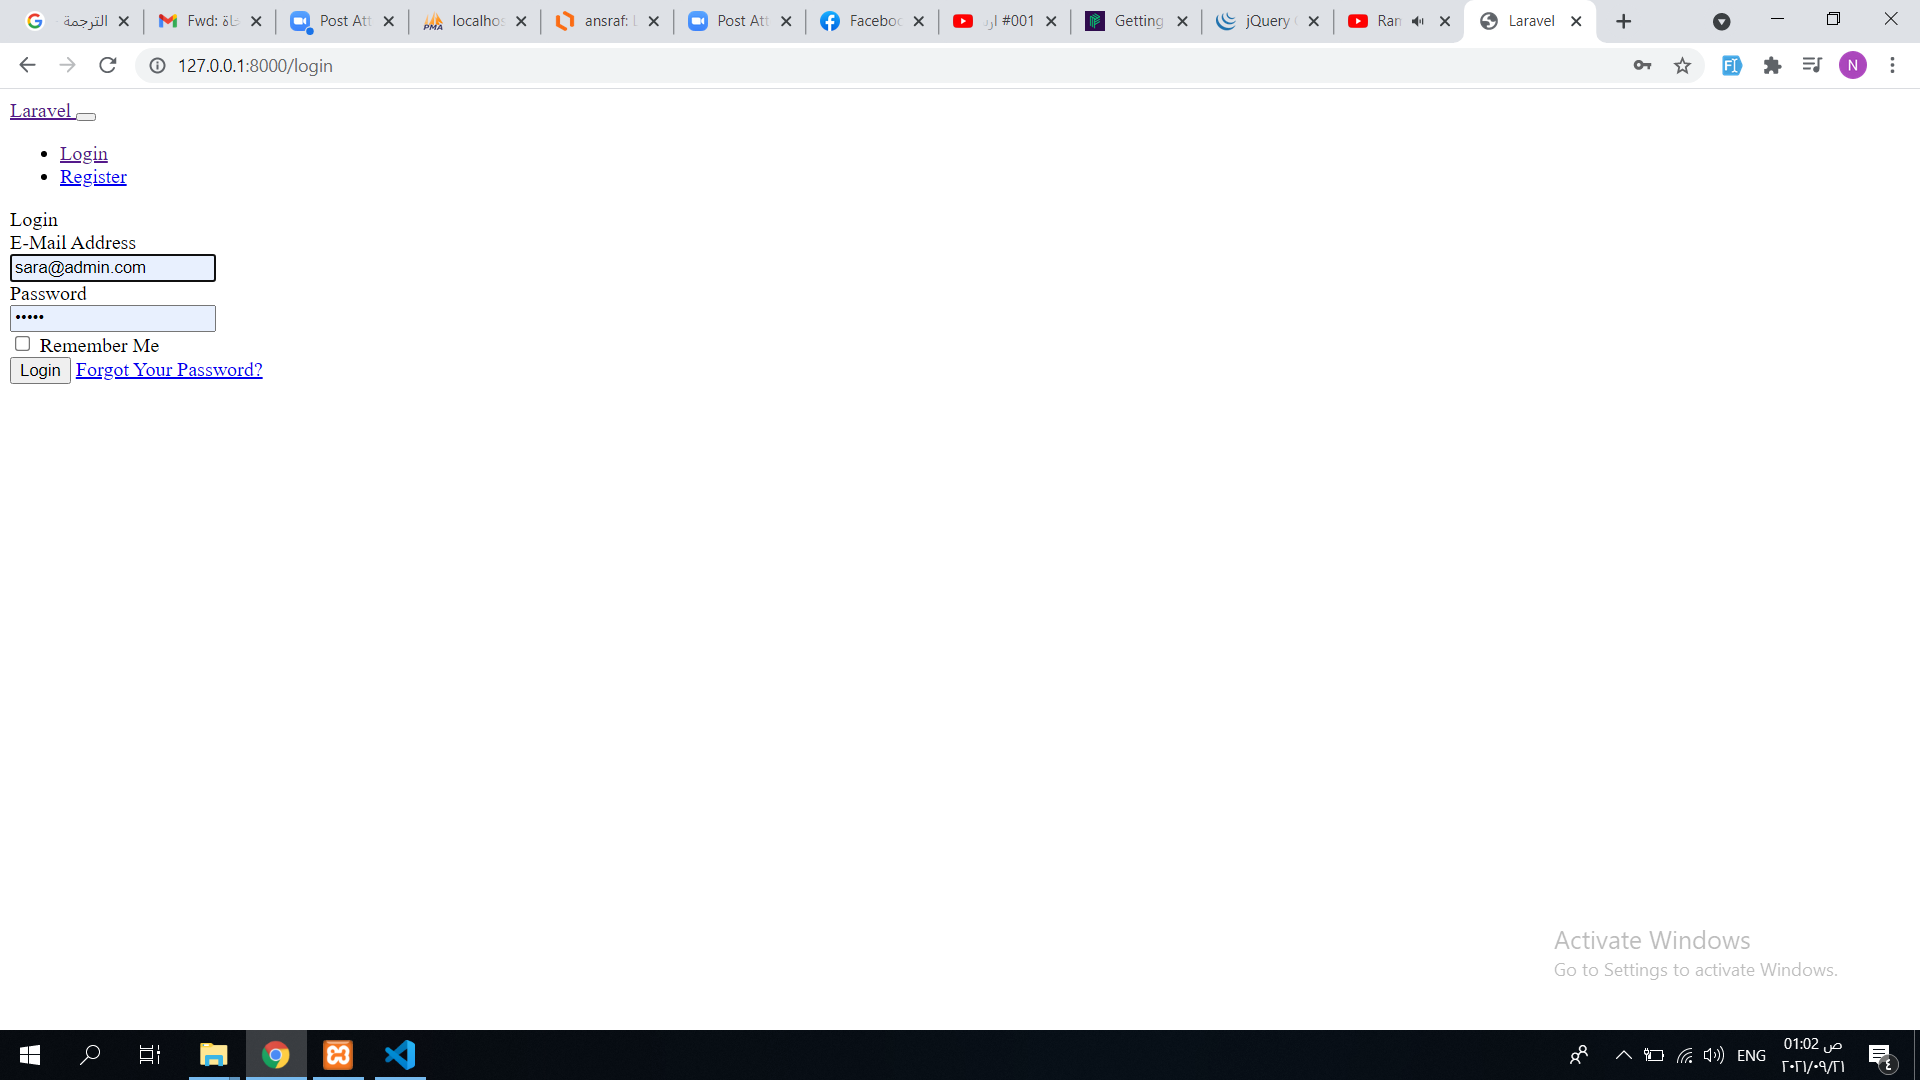 الترجمة
Fwd:
Post Att
localhos
ansraf: L
Post Att
Faceboo
#001
Getting
jQuery
Ran
Laravel
127.0.0.1:8000/login
N
Laravel
Login
Register
Login
E-Mail Address
sara@admin.com
Password
•••••
Remember Me
Login Forgot Your Password?
Activate Windows
Go to Settings to activate Windows.
ENG
01:02 ص
٢٠٢١/٠٩/٢١
٤